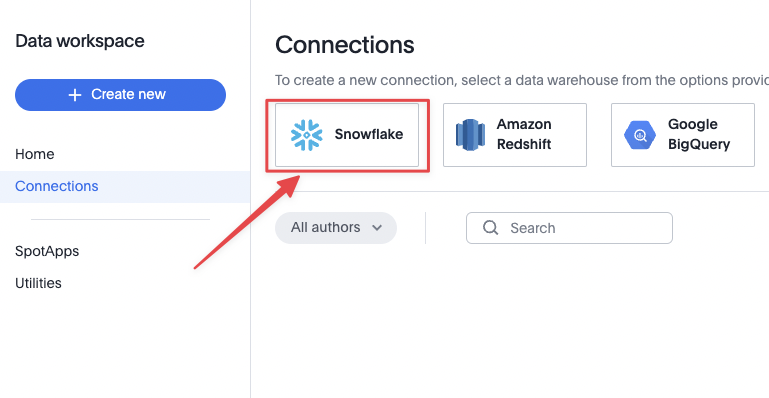 Data workspace
+ Create new
Home
Connections
SpotApps
Utilities
Connections
To create a new connection, select a data warehouse from the options
Snowflake
Amazon
Redshift
Google
BigQuery
All authors
Search